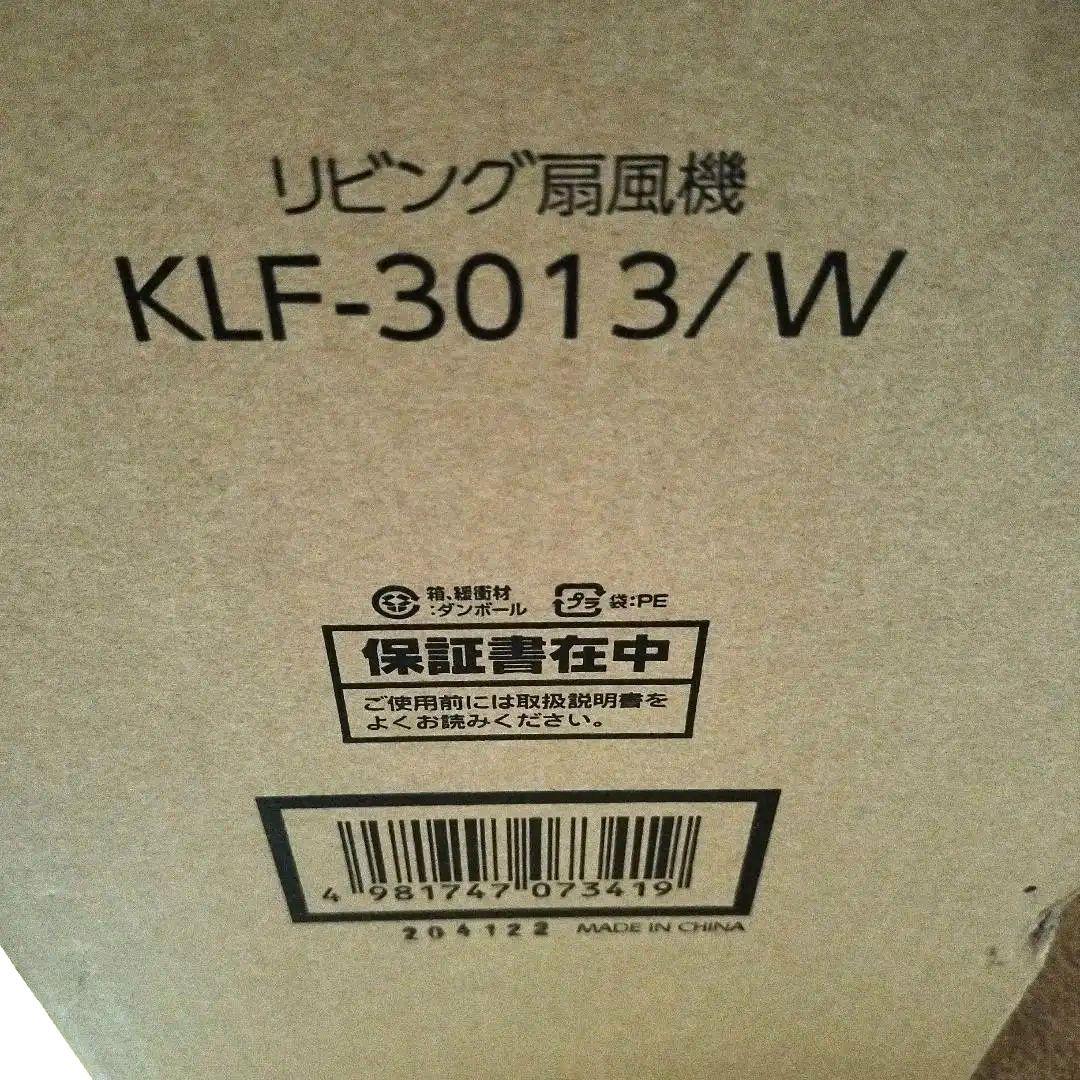 リビング扇風機
KLF-3013/W
箱、緩衝材
:ダンボール
プラ 袋:PE
保証書在中
ご使用前には取扱説明書を
よくお読みください。
4 981747 073419
204122 MADE IN CHINA